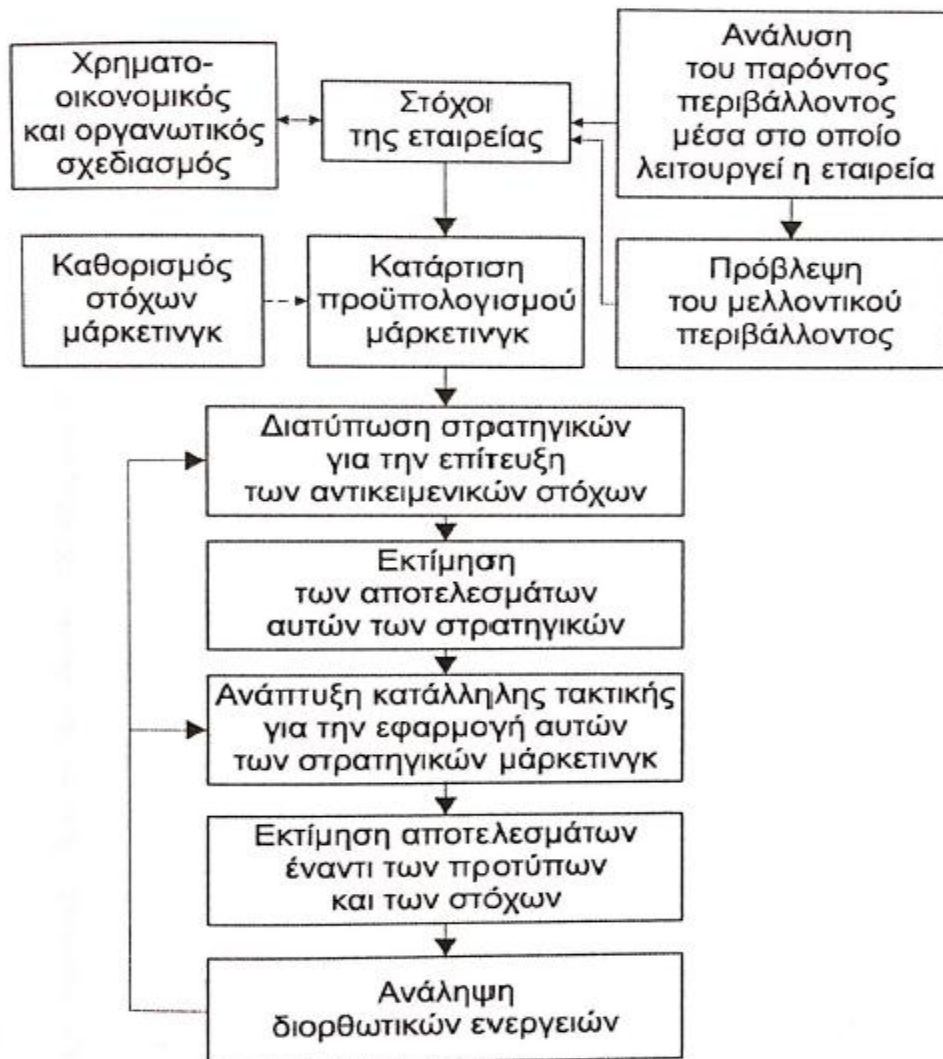 Χρηματο-
οικονομικός
και οργανωτικός
σχεδιασμός
Στόχοι
της εταιρείας
Ανάλυση
του παρόντος
περιβάλλοντος
μέσα στο οποίο
λειτουργεί η εταιρεία
Καθορισμός
στόχων
μάρκετινγκ
Κατάρτιση
προϋπολογισμού
μάρκετινγκ
Πρόβλεψη
του μελλοντικού
περιβάλλοντος
Διατύπωση στρατηγικών
για την επίτευξη
των αντικειμενικών στόχων
Εκτίμηση
των αποτελεσμάτων
αυτών των στρατηγικών
Ανάπτυξη κατάλληλης τακτικής
για την εφαρμογή αυτών
των στρατηγικών μάρκετινγκ
Εκτίμηση αποτελεσμάτων
έναντι των προτύπων
και των στόχων
Ανάληψη
διορθωτικών ενεργειών